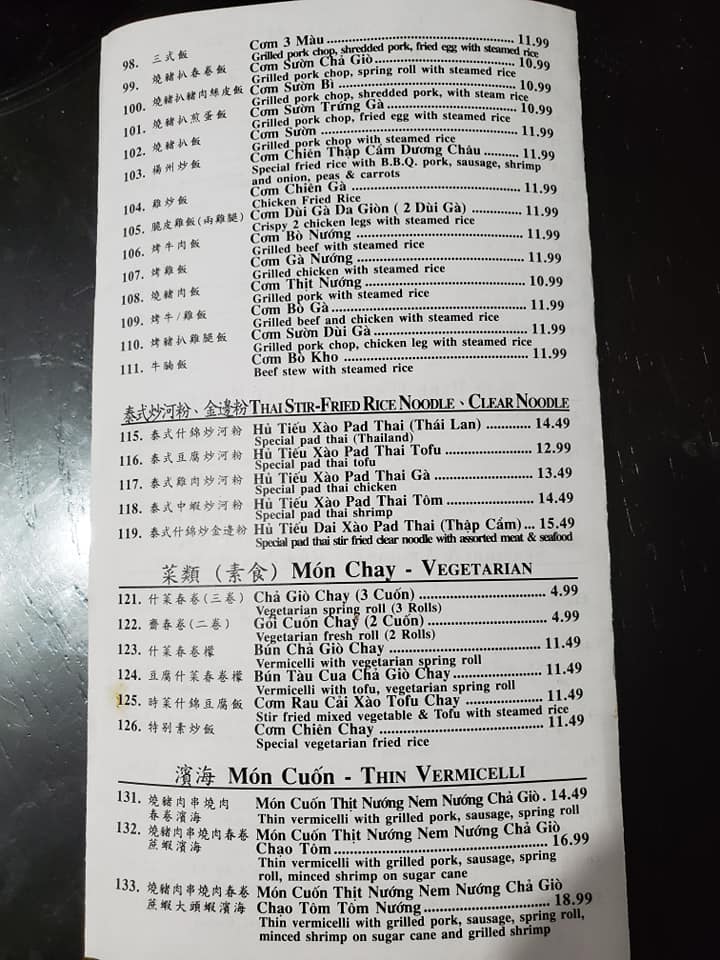 98. 三式飯 Cơm 3 Màu .......... 11.99
Grilled pork chop, shredded pork, fried egg with steamed rice
99. 燒豬扒春卷飯 Cơm Sườn Chả Giò .......... 10.99
Grilled pork chop, spring roll with steamed rice
100. 燒豬扒豬肉絲皮飯 Cơm Sườn Bì .......... 10.99
Grilled pork chop, shredded pork, with steam rice
101. 燒豬扒煎蛋飯 Cơm Sườn Trứng Gà .......... 10.99
Grilled pork chop, fried egg with steamed rice
102. 燒豬扒飯 Cơm Sườn .......... 11.99
Grilled pork chop with steamed rice
103. 楊州炒飯 Cơm Chiên Thập Cẩm Dương Châu .......... 11.99
Special fried rice with B.B.Q. pork, sausage, shrimp
and onion, peas & carrots
104. 雞炒飯 Cơm Chiên Gà .......... 11.99
Chicken Fried Rice
105. 脆皮雞飯(兩雞腿) Cơm Dùi Gà Da Giòn ( 2 Dùi Gà) .......... 11.99
Crispy 2 chicken legs with steamed rice
106. 烤牛肉飯 Cơm Bò Nướng .......... 11.99
Grilled beef with steamed rice
107. 烤雞飯 Cơm Gà Nướng .......... 11.99
Grilled chicken with steamed rice
108. 燒豬肉飯 Cơm Thịt Nướng .......... 10.99
Grilled pork with steamed rice
109. 烤牛/雞飯 Cơm Bò Gà .......... 11.99
Grilled beef and chicken with steamed rice
110. 烤豬扒雞腿飯 Cơm Sườn Dùi Gà .......... 11.99
Grilled pork chop, chicken leg with steamed rice
111. 牛腩飯 Cơm Bò Kho .......... 11.99
Beef stew with steamed rice
泰式炒河粉、金邊粉 THAI STIR-FRIED RICE NOODLE、CLEAR NOODLE
115. 泰式什錦炒河粉 Hủ Tiếu Xào Pad Thai (Thái Lan) .......... 14.49
Special pad thai (Thailand)
116. 泰式豆腐炒河粉 Hủ Tiếu Xào Pad Thai Tofu .......... 12.99
Special pad thai tofu
117. 泰式雞肉炒河粉 Hủ Tiếu Xào Pad Thai Gà .......... 13.49
Special pad thai chicken
118. 泰式中蝦炒河粉 Hủ Tiếu Xào Pad Thai Tôm .......... 14.49
Special pad thai shrimp
119. 泰式什錦炒金邊粉 Hủ Tiếu Dai Xào Pad Thai (Thập Cẩm)... 15.49
Special pad thai stir fried clear noodle with assorted meat & seafood
菜類 (素食) Món Chay - VEGETARIAN
121. 什菜春卷(三卷) Chả Giò Chay (3 Cuốn) .......... 4.99
Vegetarian spring roll (3 Rolls)
122. 齋春卷(二卷) Gỏi Cuốn Chay (2 Cuốn) .......... 4.99
Vegetarian fresh roll (2 Rolls)
123. 什菜春卷檬 Bún Chả Giò Chay .......... 11.49
Vermicelli with vegetarian spring roll
124. 豆腐什菜春卷檬 Bún Tàu Cua Chả Giò Chay .......... 11.49
Vermicelli with tofu, vegetarian spring roll
125. 時菜什錦豆腐飯 Cơm Rau Cải Xào Tofu Chay .......... 11.49
Stir fried mixed vegetable & Tofu with steamed rice
126. 特别素炒飯 Cơm Chiên Chay .......... 11.49
Special vegetarian fried rice
濱海 Món Cuốn - THIN VERMICELLI
131. 燒豬肉串燒肉 Món Cuốn Thịt Nướng Nem Nướng Chả Giò . 14.49
春卷濱海 Thin vermicelli with grilled pork, sausage, spring roll
132. 燒豬肉串燒肉春卷 Món Cuốn Thịt Nướng Nem Nướng Chả Giò
蔗蝦濱海 Chạo Tôm .......... 16.99
Thin vermicelli with grilled pork, sausage, spring
roll, minced shrimp on sugar cane
133. 燒豬肉串燒肉春卷 Món Cuốn Thịt Nướng Nem Nướng Chả Giò
蔗蝦大頭蝦濱海 Chạo Tôm Tôm Nướng .......... 18.99
Thin vermicelli with grilled pork, sausage, spring roll,
minced shrimp on sugar cane and grilled shrimp